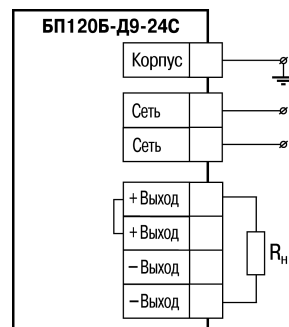 БП120Б-Д9-24С
Корпус
Сеть
Сеть
+ Выход
+ Выход
– Выход
– Выход
Rн